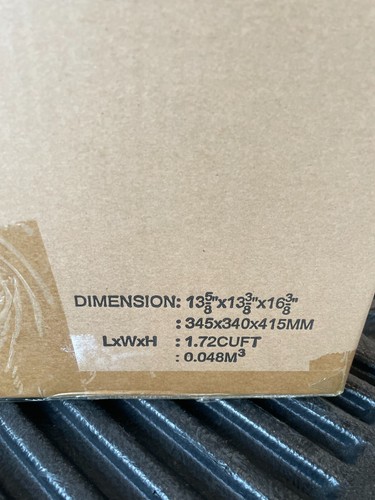 DIMENSION: 13⅝"x13⅜"x16⅜"
: 345x340x415MM
LxWxH : 1.72CUFT
: 0.048M³